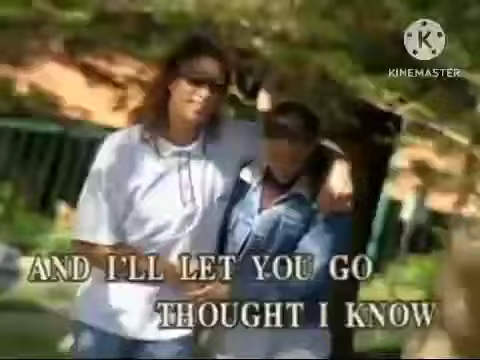 K
KINEMASTER
AND I'LL LET YOU GO
THOUGHT I KNOW